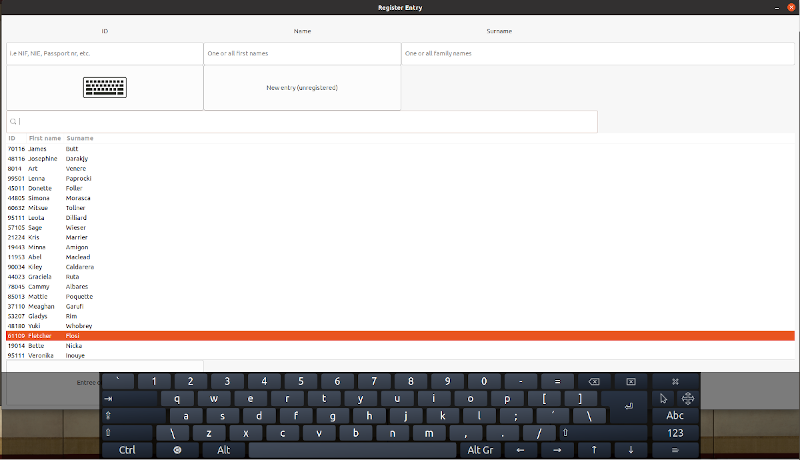 Register Entry
ID Name Surname
i.e NIF, NIE, Passport nr. etc. One or all first names One or all family names
New entry (unregistered)
ID First name Surname
70116 James Butt
48116 Josephine Darakjy
8014 Art Venere
99501 Lenna Paprocki
45011 Donette Foller
44805 Simona Morasca
60632 Mitsue Tollner
95111 Leota Dilliard
57105 Sage Wieser
21224 Kris Marrier
19443 Minna Amigon
11953 Abel Maclead
90034 Kiley Caldarera
44023 Graciela Ruta
78045 Cammy Albares
85013 Mattie Poquette
37110 Meaghan Garufi
53207 Gladys Rim
48180 Yuki Whobrey
61109 Fletcher Flosi
19014 Bette Nicka
95111 Veronika Inouye
` 1 2 3 4 5 6 7 8 9 0 - =
q w e r t y u i o p [ ]
a s d f g h j k l ; ´ \ Abc
\ z x c v b n m , . / 123
Ctrl Alt Alt Gr ← → ↑ ↓